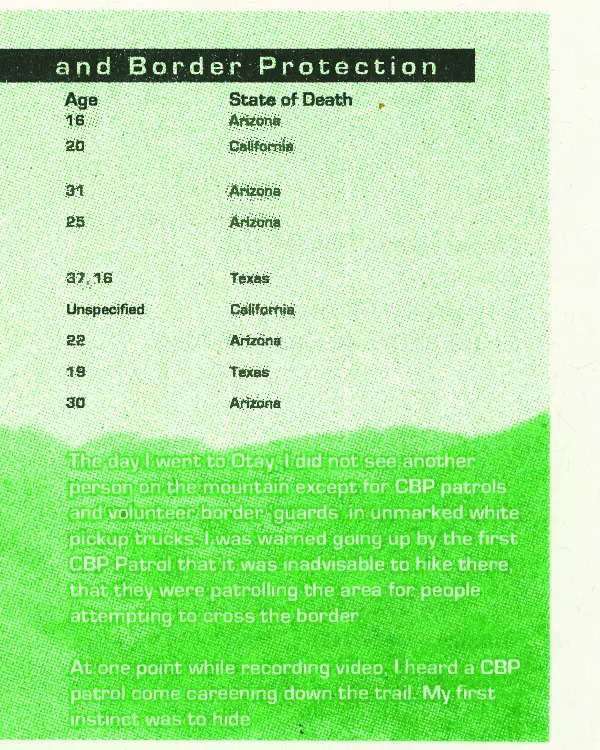 and Border Protection
Age State of Death
16 Arizona
20 California
31 Arizona
25 Arizona
37, 16 Texas
Unspecified California
22 Arizona
19 Texas
30 Arizona
The day I went to Otay, I did not see another
person on the mountain except for CBP patrols
and volunteer border ‘guards’ in unmarked white
pickup trucks. I was warned going up by the first
CBP Patrol that it was inadvisable to hike there,
that they were patrolling the area for people
attempting to cross the border.
At one point while recording video, I heard a CBP
patrol come careening down the trail. My first
instinct was to hide.